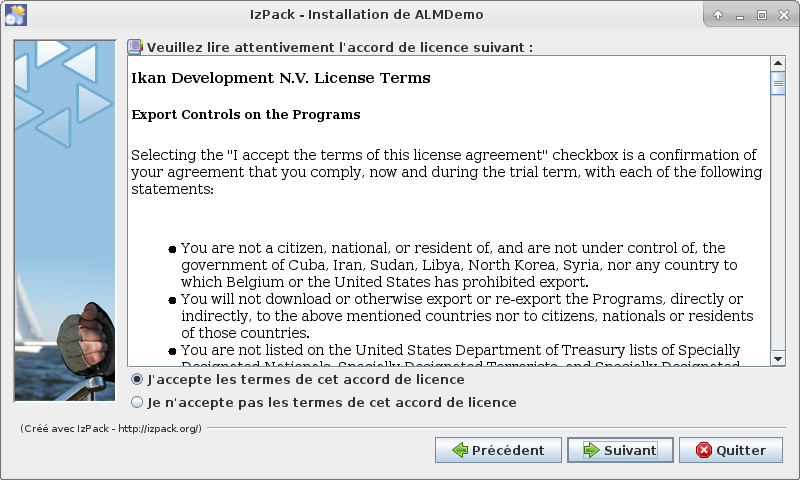 IzPack - Installation de ALMDemo
Veuillez lire attentivement l'accord de licence suivant :
Ikan Development N.V. License Terms
Export Controls on the Programs
Selecting the "I accept the terms of this license agreement" checkbox is a confirmation of
your agreement that you comply, now and during the trial term, with each of the following
statements:
You are not a citizen, national, or resident of, and are not under control of, the
government of Cuba, Iran, Sudan, Libya, North Korea, Syria, nor any country to
which Belgium or the United States has prohibited export.
You will not download or otherwise export or re-export the Programs, directly or
indirectly, to the above mentioned countries nor to citizens, nationals or residents
of those countries.
You are not listed on the United States Department of Treasury lists of Specially
Designated Nationals, Specially Designated Terrorists, and Specially Designated
J'accepte les termes de cet accord de licence
Je n'accepte pas les termes de cet accord de licence
(Créé avec IzPack - http://izpack.org/)
Précédent
Suivant
Quitter